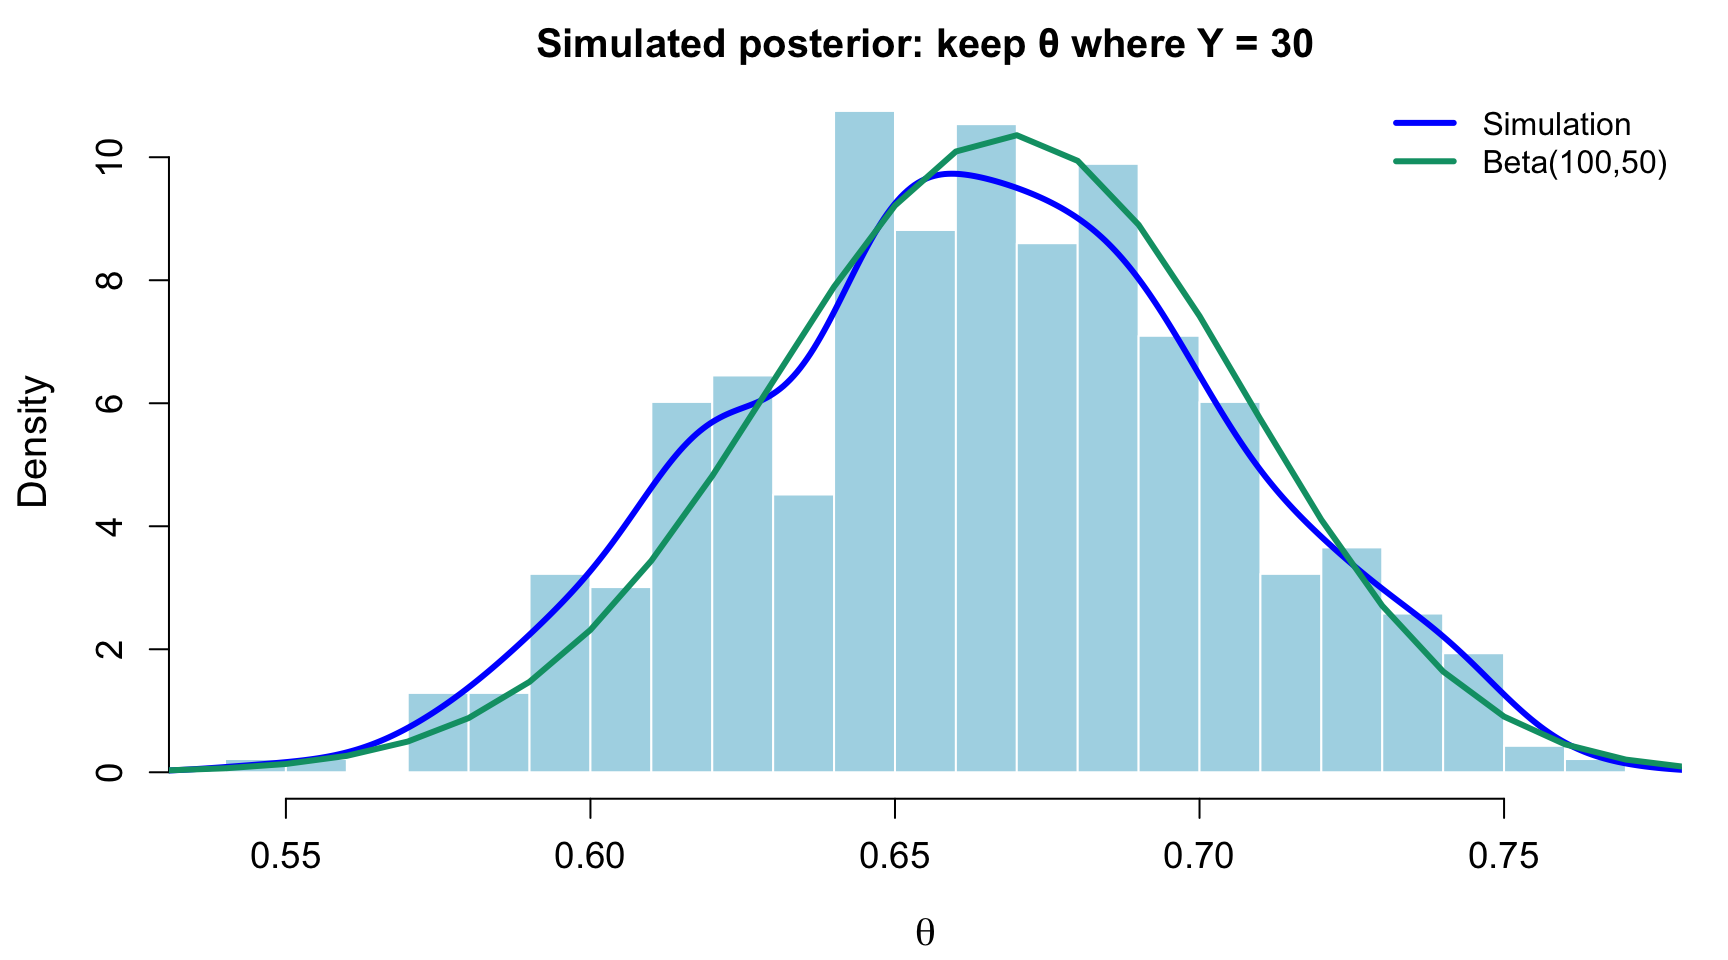 Simulated posterior: keep θ where Y = 30
Simulation
Beta(100,50)
Density
10
8
6
4
2
0
0.55 0.60 0.65 0.70 0.75
θ